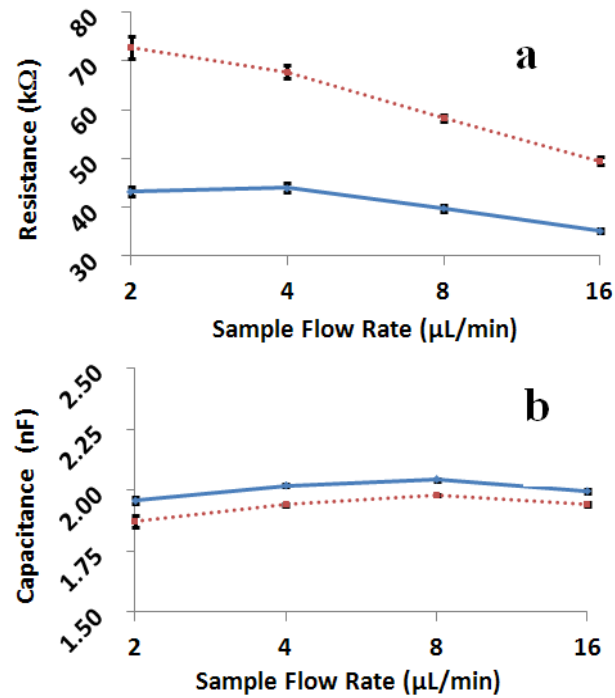 a
80
70
60
50
40
30
Resistance (kΩ)
2 4 8 16
Sample Flow Rate (µL/min)
b
2.50
2.25
2.00
1.75
1.50
Capacitance (nF)
2 4 8 16
Sample Flow Rate (µL/min)